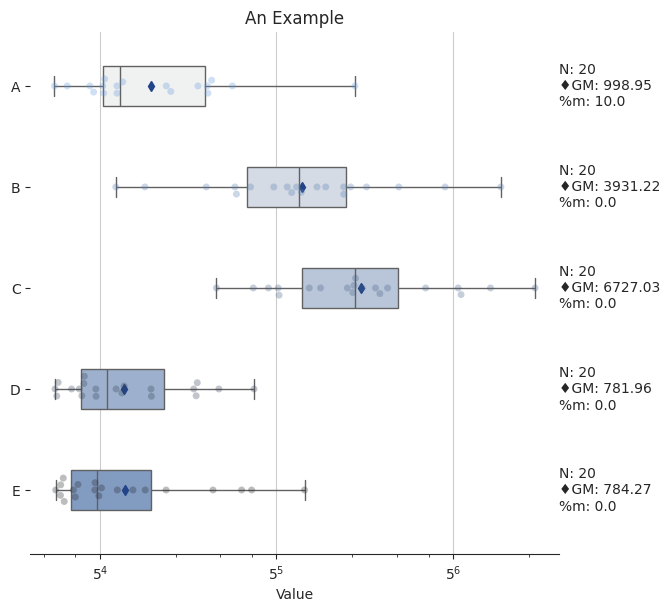 An Example
A
N: 20
♦GM: 998.95
%m: 10.0
B
N: 20
♦GM: 3931.22
%m: 0.0
C
N: 20
♦GM: 6727.03
%m: 0.0
D
N: 20
♦GM: 781.96
%m: 0.0
E
N: 20
♦GM: 784.27
%m: 0.0
5⁴ 5⁵ 5⁶
Value